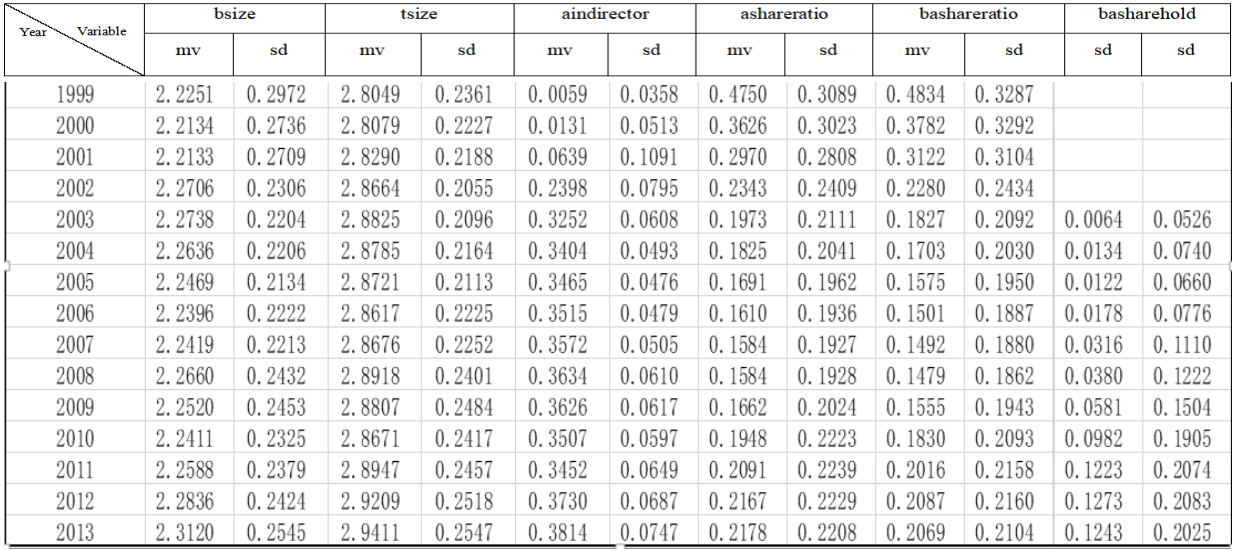 Year Variable bsize tsize aindirector ashareratio bashareratio basharehold
mv sd mv sd mv sd mv sd mv sd sd sd
1999 2.2251 0.2972 2.8049 0.2361 0.0059 0.0358 0.4750 0.3089 0.4834 0.3287
2000 2.2134 0.2736 2.8079 0.2227 0.0131 0.0513 0.3626 0.3023 0.3782 0.3292
2001 2.2133 0.2709 2.8290 0.2188 0.0639 0.1091 0.2970 0.2808 0.3122 0.3104
2002 2.2706 0.2306 2.8664 0.2055 0.2398 0.0795 0.2343 0.2409 0.2280 0.2434
2003 2.2738 0.2204 2.8825 0.2096 0.3252 0.0608 0.1973 0.2111 0.1827 0.2092 0.0064 0.0526
2004 2.2636 0.2206 2.8785 0.2164 0.3404 0.0493 0.1825 0.2041 0.1703 0.2030 0.0134 0.0740
2005 2.2469 0.2134 2.8721 0.2113 0.3465 0.0476 0.1691 0.1962 0.1575 0.1950 0.0122 0.0660
2006 2.2396 0.2222 2.8617 0.2225 0.3515 0.0479 0.1610 0.1936 0.1501 0.1887 0.0178 0.0776
2007 2.2419 0.2213 2.8676 0.2252 0.3572 0.0505 0.1584 0.1927 0.1492 0.1880 0.0316 0.1110
2008 2.2660 0.2432 2.8918 0.2401 0.3634 0.0610 0.1584 0.1928 0.1479 0.1862 0.0380 0.1222
2009 2.2520 0.2453 2.8807 0.2484 0.3626 0.0617 0.1662 0.2024 0.1555 0.1943 0.0581 0.1504
2010 2.2411 0.2325 2.8671 0.2417 0.3507 0.0597 0.1948 0.2223 0.1830 0.2093 0.0982 0.1905
2011 2.2588 0.2379 2.8947 0.2457 0.3452 0.0649 0.2091 0.2239 0.2016 0.2158 0.1223 0.2074
2012 2.2836 0.2424 2.9209 0.2518 0.3730 0.0687 0.2167 0.2229 0.2087 0.2160 0.1273 0.2083
2013 2.3120 0.2545 2.9411 0.2547 0.3814 0.0747 0.2178 0.2208 0.2069 0.2104 0.1243 0.2025